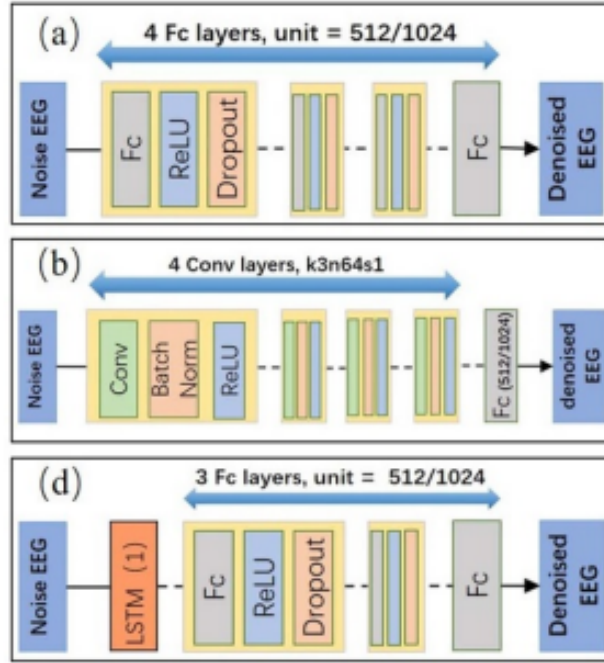 (a)
4 Fc layers, unit = 512/1024
Noise EEG
Fc
ReLU
Dropout
Fc
Denoised
EEG
(b)
4 Conv layers, k3n64s1
Noise EEG
Conv
Batch
Norm
ReLU
FC (512/1024)
denoised
EEG
(d)
3 Fc layers, unit = 512/1024
Noise EEG
LSTM (1)
Fc
ReLU
Dropout
Fc
Denoised
EEG